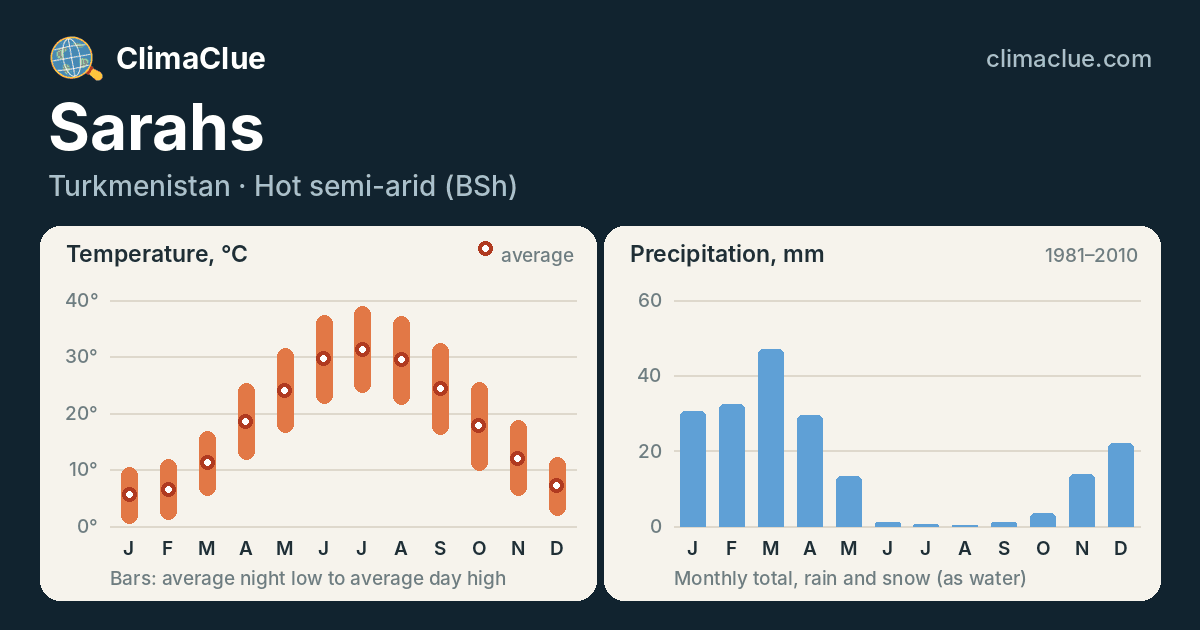 ClimaClue
climaclue.com
Sarahs
Turkmenistan · Hot semi-arid (BSh)
Temperature, °C
average
40°
30°
20°
10°
0°
J F M A M J J A S O N D
Bars: average night low to average day high
Precipitation, mm
1981–2010
60
40
20
0
J F M A M J J A S O N D
Monthly total, rain and snow (as water)